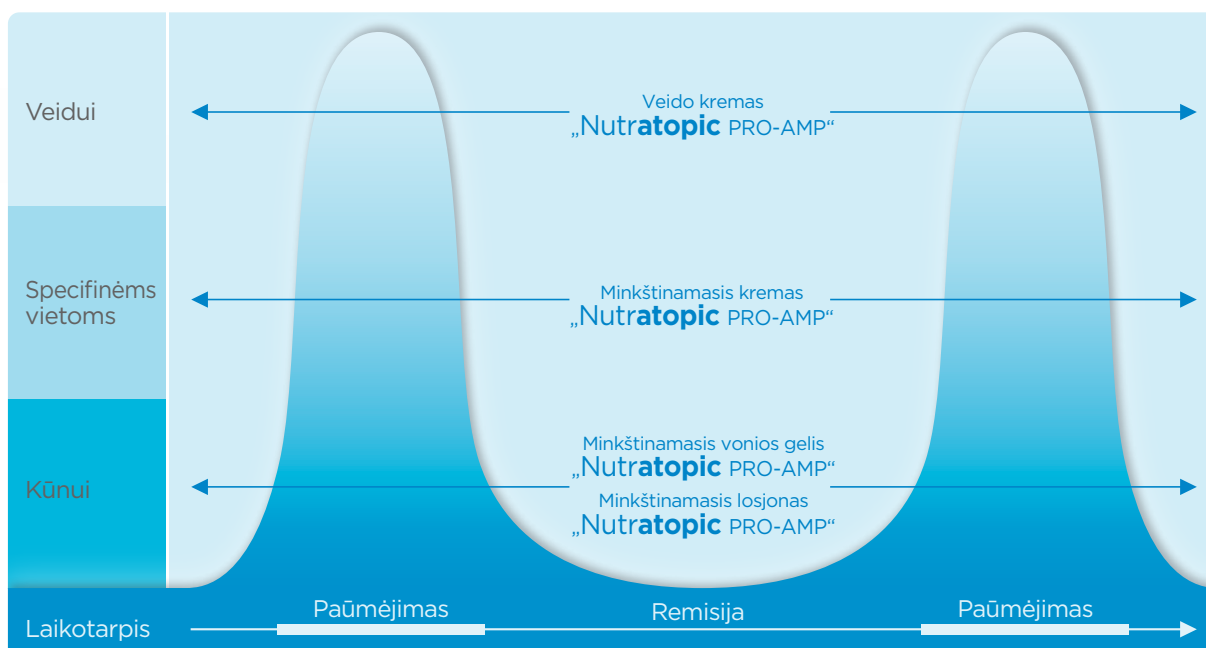 Veidui
Veido kremas
„Nutratopic PRO-AMP“
Specifinėms
vietoms
Minkštinamasis kremas
„Nutratopic PRO-AMP“
Kūnui
Minkštinamasis vonios gelis
„Nutratopic PRO-AMP“
Minkštinamasis losjonas
„Nutratopic PRO-AMP“
Laikotarpis
Paūmėjimas
Remisija
Paūmėjimas